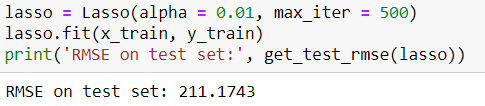 lasso = Lasso(alpha = 0.01, max_iter = 500)
lasso.fit(x_train, y_train)
print('RMSE on test set:', get_test_rmse(lasso))
RMSE on test set: 211.1743